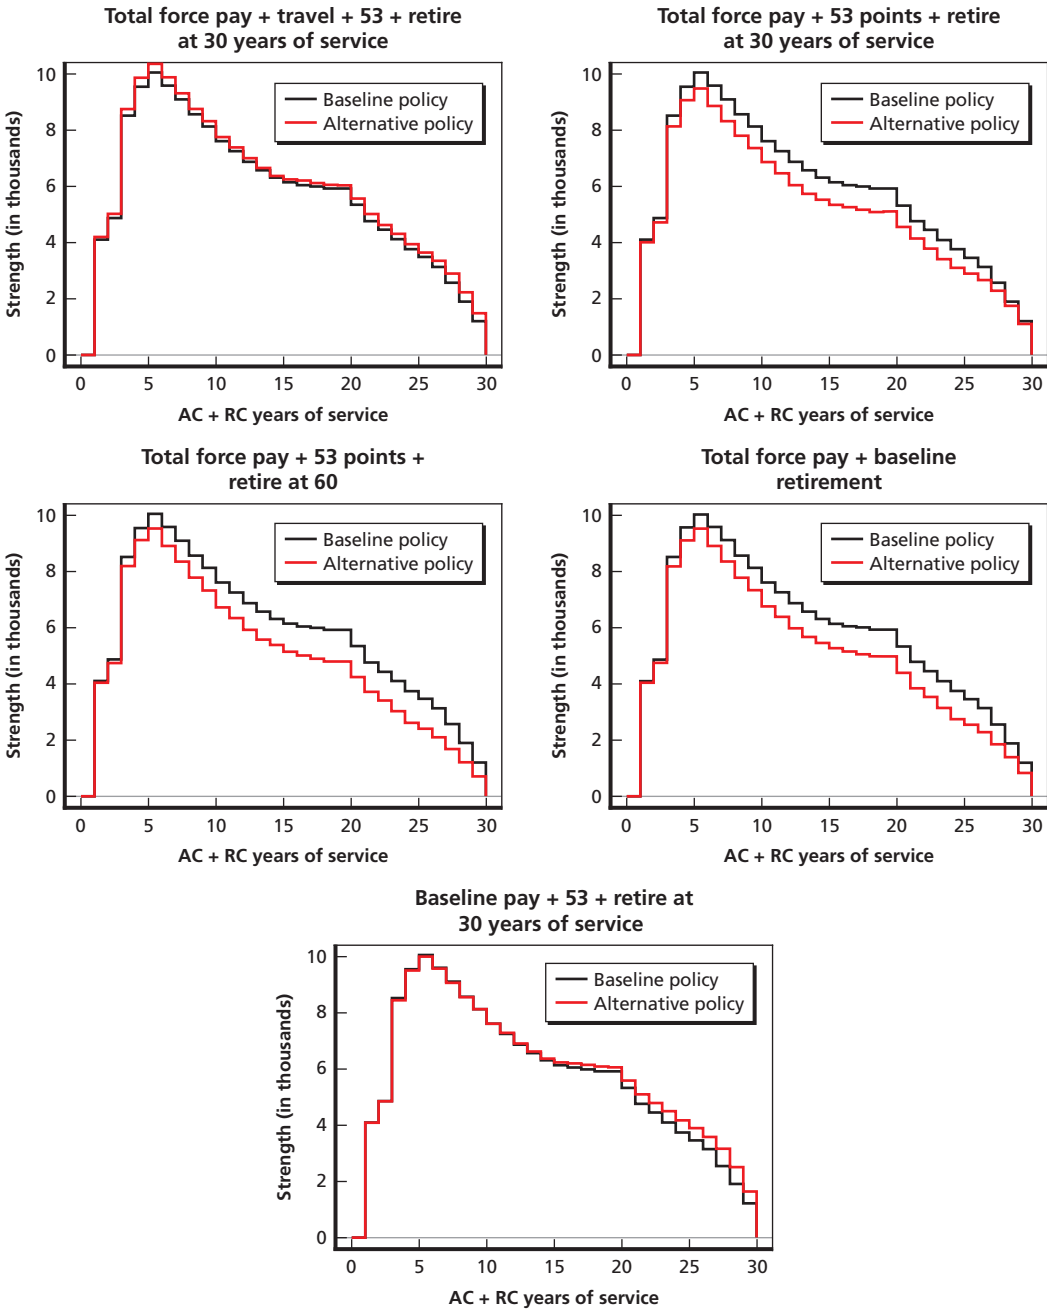 Total force pay + travel + 53 + retire
at 30 years of service
10
8
6
4
2
0
Strength (in thousands)
Baseline policy
Alternative policy
0 5 10 15 20 25 30
AC + RC years of service
Total force pay + 53 points + retire
at 30 years of service
10
8
6
4
2
0
Strength (in thousands)
Baseline policy
Alternative policy
0 5 10 15 20 25 30
AC + RC years of service
Total force pay + 53 points +
retire at 60
10
8
6
4
2
0
Strength (in thousands)
Baseline policy
Alternative policy
0 5 10 15 20 25 30
AC + RC years of service
Total force pay + baseline
retirement
10
8
6
4
2
0
Strength (in thousands)
Baseline policy
Alternative policy
0 5 10 15 20 25 30
AC + RC years of service
Baseline pay + 53 + retire at
30 years of service
10
8
6
4
2
0
Strength (in thousands)
Baseline policy
Alternative policy
0 5 10 15 20 25 30
AC + RC years of service